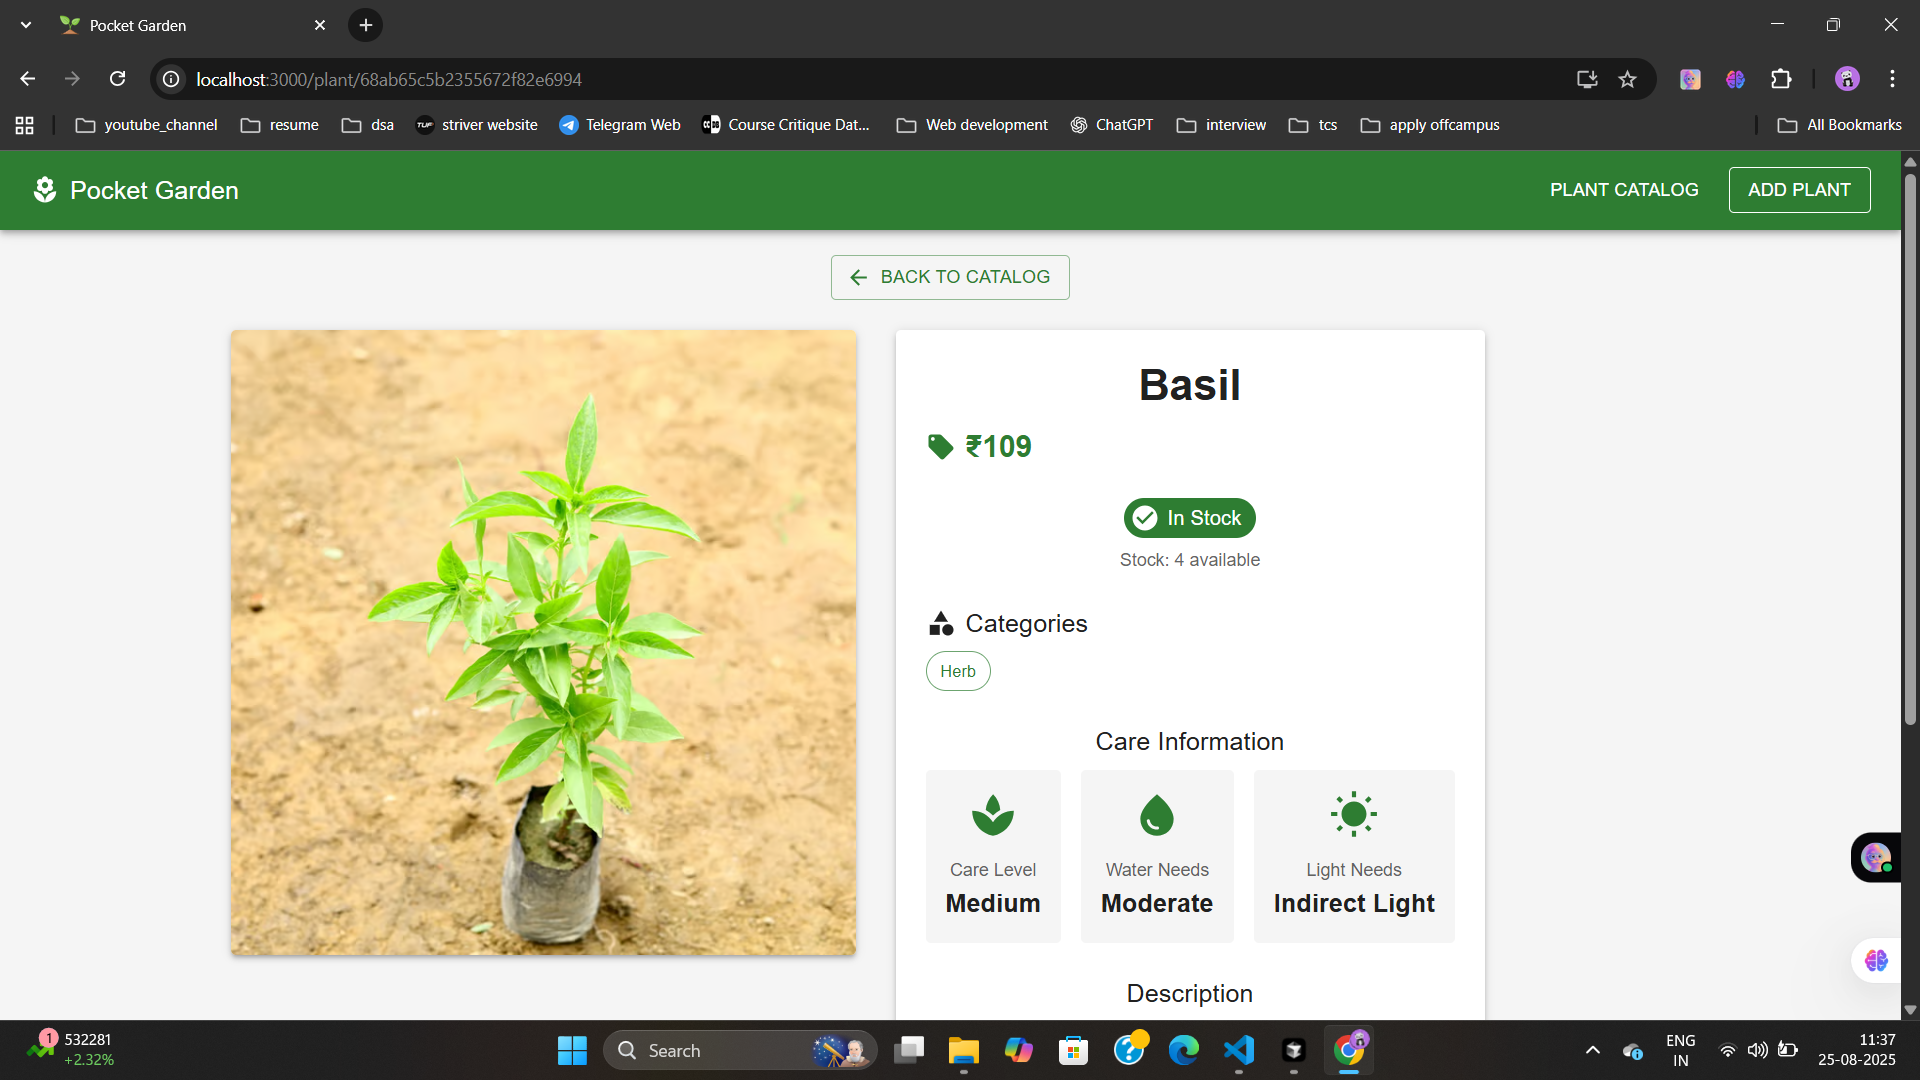 Pocket Garden
localhost:3000/plant/68ab65c5b2355672f82e6994
youtube_channel
resume
dsa
TUF striver website
Telegram Web
Course Critique Dat...
Web development
ChatGPT
interview
tcs
apply offcampus
All Bookmarks
Pocket Garden
PLANT CATALOG
ADD PLANT
BACK TO CATALOG
Basil
₹109
In Stock
Stock: 4 available
Categories
Herb
Care Information
Care Level
Medium
Water Needs
Moderate
Light Needs
Indirect Light
Description
1
532281
+2.32%
Search
ENG
IN
11:37
25-08-2025